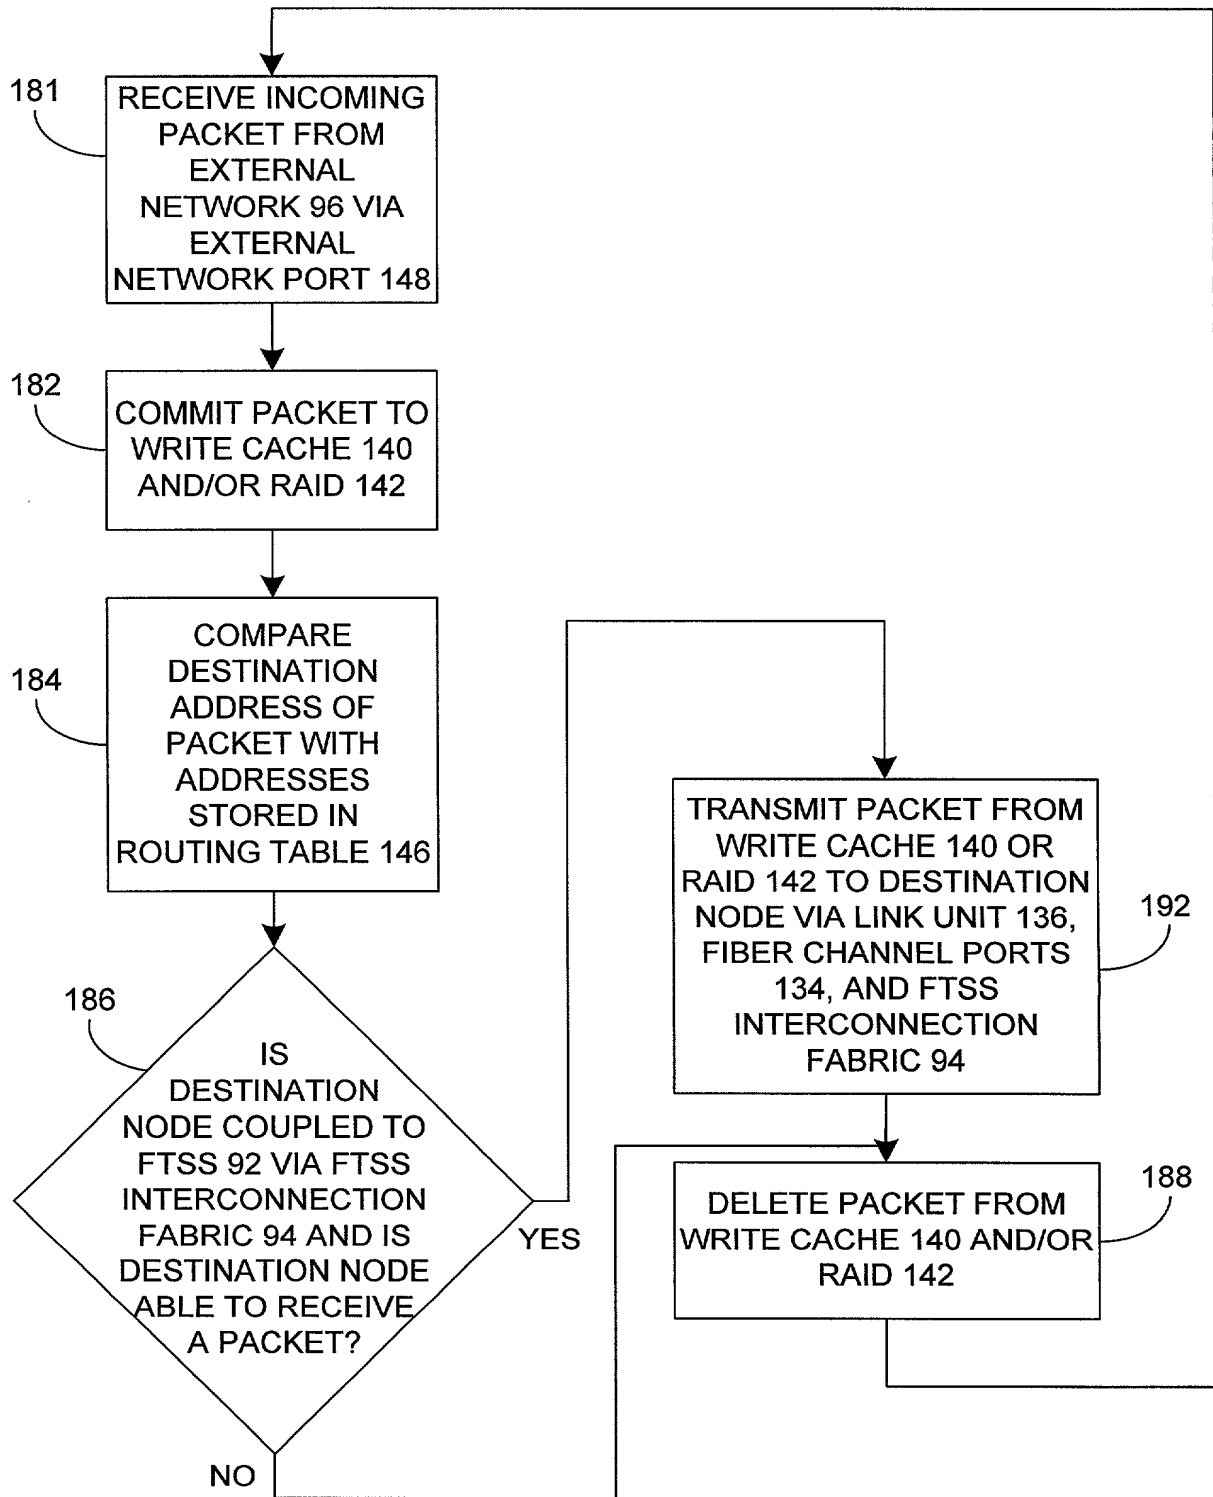 181
RECEIVE INCOMING
PACKET FROM
EXTERNAL
NETWORK 96 VIA
EXTERNAL
NETWORK PORT 148
182
COMMIT PACKET TO
WRITE CACHE 140
AND/OR RAID 142
184
COMPARE
DESTINATION
ADDRESS OF
PACKET WITH
ADDRESSES
STORED IN
ROUTING TABLE 146
186
IS
DESTINATION
NODE COUPLED TO
FTSS 92 VIA FTSS
INTERCONNECTION
FABRIC 94 AND IS
DESTINATION NODE
ABLE TO RECEIVE
A PACKET?
YES
NO
TRANSMIT PACKET FROM
WRITE CACHE 140 OR
RAID 142 TO DESTINATION
NODE VIA LINK UNIT 136,
FIBER CHANNEL PORTS
134, AND FTSS
INTERCONNECTION
FABRIC 94
192
DELETE PACKET FROM
WRITE CACHE 140 AND/OR
RAID 142
188